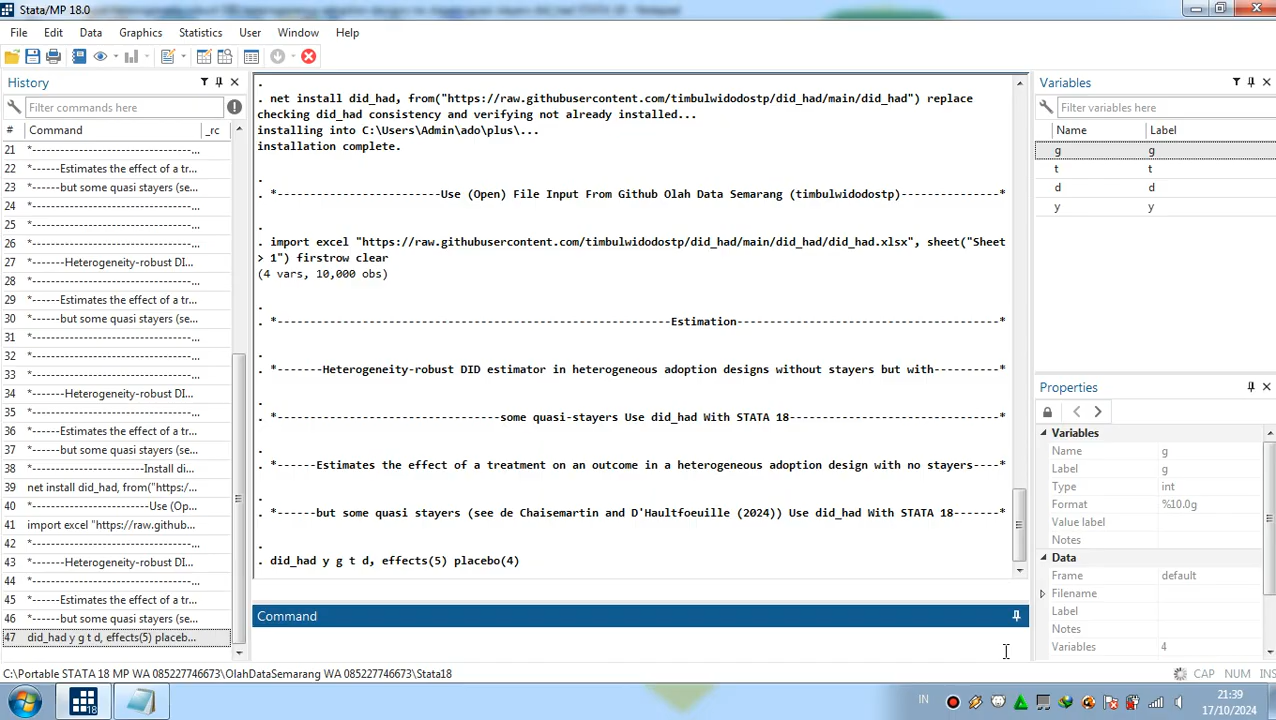 Stata/MP 18.0
File Edit Data Graphics Statistics User Window Help
History
Filter commands here
# Command _rc
21 *-------------------------------...
22 *------Estimates the effect of a tr...
23 *------but some quasi stayers (se...
24 *-------------------------------...
25 *-------------------------------...
26 *-------------------------------...
27 *-------Heterogeneity-robust DI...
28 *-------------------------------...
29 *------Estimates the effect of a tr...
30 *------but some quasi stayers (se...
31 *-------------------------------...
32 *-------------------------------...
33 *-------------------------------...
34 *-------Heterogeneity-robust DI...
35 *-------------------------------...
36 *------Estimates the effect of a tr...
37 *------but some quasi stayers (se...
38 *------------------------Install di...
39 net install did_had, from("https:/...
40 *-------------------------Use (Op...
41 import excel "https://raw.github...
42 *-------------------------------...
43 *-------Heterogeneity-robust DI...
44 *-------------------------------...
45 *------Estimates the effect of a tr...
46 *------but some quasi stayers (se...
47 did_had y g t d, effects(5) placeb...
.
. net install did_had, from("https://raw.githubusercontent.com/timbulwidodostp/did_had/main/did_had") replace
checking did_had consistency and verifying not already installed...
installing into C:\Users\Admin\ado\plus\...
installation complete.
.
. *------------------------Use (Open) File Input From Github Olah Data Semarang (timbulwidodostp)--------------*
.
. import excel "https://raw.githubusercontent.com/timbulwidodostp/did_had/main/did_had/did_had.xlsx", sheet("Sheet
> 1") firstrow clear
(4 vars, 10,000 obs)
.
. *-----------------------------------------------------------Estimation---------------------------------------*
.
. *-------Heterogeneity-robust DID estimator in heterogeneous adoption designs without stayers but with----------*
.
. *----------------------------------some quasi-stayers Use did_had With STATA 18--------------------------------*
.
. *------Estimates the effect of a treatment on an outcome in a heterogeneous adoption design with no stayers----*
.
. *------but some quasi stayers (see de Chaisemartin and D'Haultfoeuille (2024)) Use did_had With STATA 18-------*
.
. did_had y g t d, effects(5) placebo(4)
Command
Variables
Filter variables here
Name Label
g g
t t
d d
y y
Properties
Variables
Name g
Label g
Type int
Format %10.0g
Value label
Notes
Data
Frame default
Filename
Label
Notes
Variables 4
C:\Portable STATA 18 MP WA 085227746673\OlahDataSemarang WA 085227746673\Stata18
CAP NUM INS
18
IN
21:39
17/10/2024